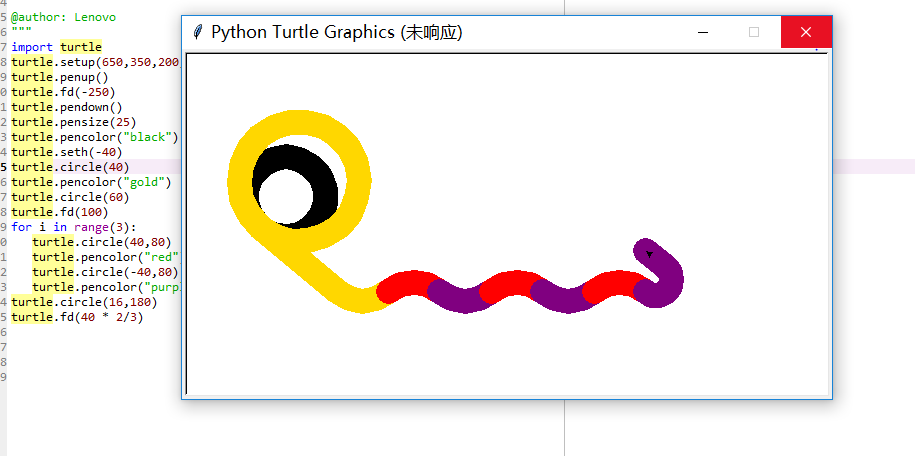 @author: Lenovo
"""
Python Turtle Graphics (未响应)
import turtle
turtle.setup(650,350,200
turtle.penup()
turtle.fd(-250)
turtle.pendown()
turtle.pensize(25)
turtle.pencolor("black")
turtle.seth(-40)
turtle.circle(40)
turtle.pencolor("gold")
turtle.circle(60)
turtle.fd(100)
for i in range(3):
turtle.circle(40,80)
turtle.pencolor("red"
turtle.circle(-40,80)
turtle.pencolor("purp
turtle.circle(16,180)
turtle.fd(40 * 2/3)